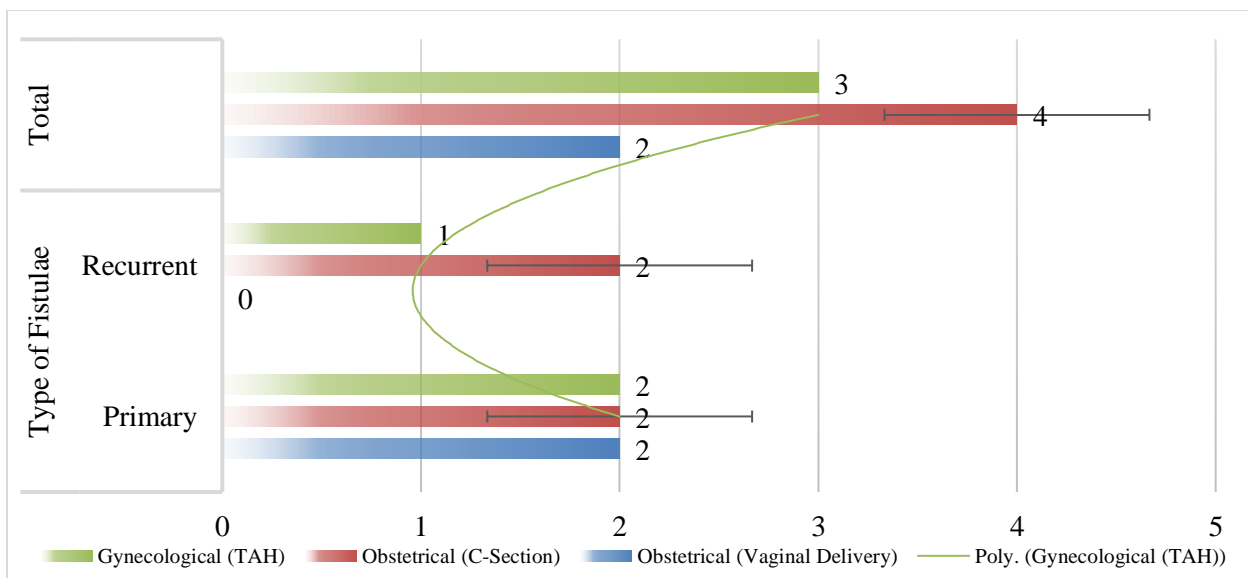 Total
3
4
2
Type of Fistulae
Recurrent
1
2
0
Primary
2
2
2
0 1 2 3 4 5
Gynecological (TAH) Obstetrical (C-Section) Obstetrical (Vaginal Delivery) Poly. (Gynecological (TAH))